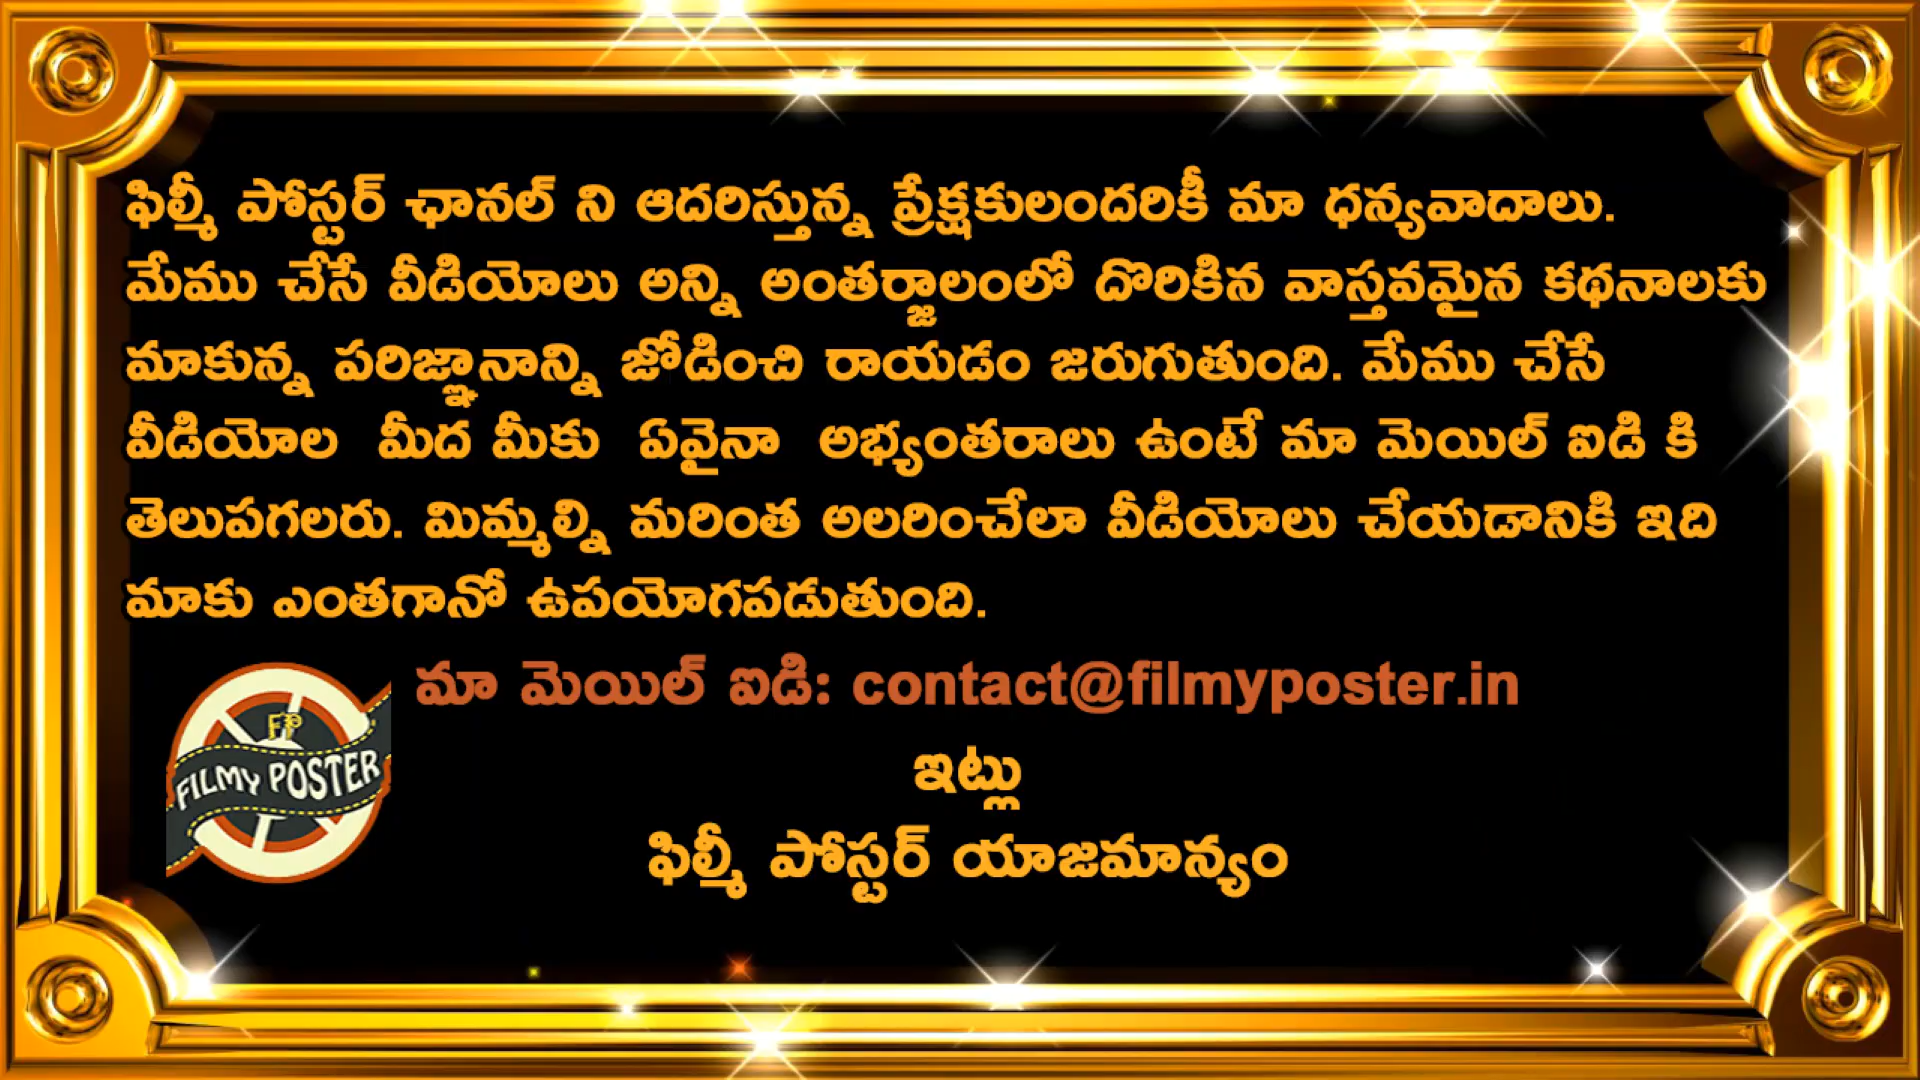 ఫిల్మీ పోస్టర్ ఛానల్ ని ఆదరిస్తున్న ప్రేక్షకులందరికీ మా ధన్యవాదాలు.
మేము చేసే వీడియోలు అన్ని అంతర్జాలంలో దొరికిన వాస్తవమైన కథనాలకు
మాకున్న పరిజ్ఞానాన్ని జోడించి రాయడం జరుగుతుంది. మేము చేసే
వీడియోల మీద మీకు ఏవైనా అభ్యంతరాలు ఉంటే మా మెయిల్ ఐడి కి
తెలుపగలరు. మిమ్మల్ని మరింత అలరించేలా వీడియోలు చేయడానికి ఇది
మాకు ఎంతగానో ఉపయోగపడుతుంది.
మా మెయిల్ ఐడి: contact@filmyposter.in
FP
FILMY POSTER
ఇట్లు
ఫిల్మీ పోస్టర్ యాజమాన్యం